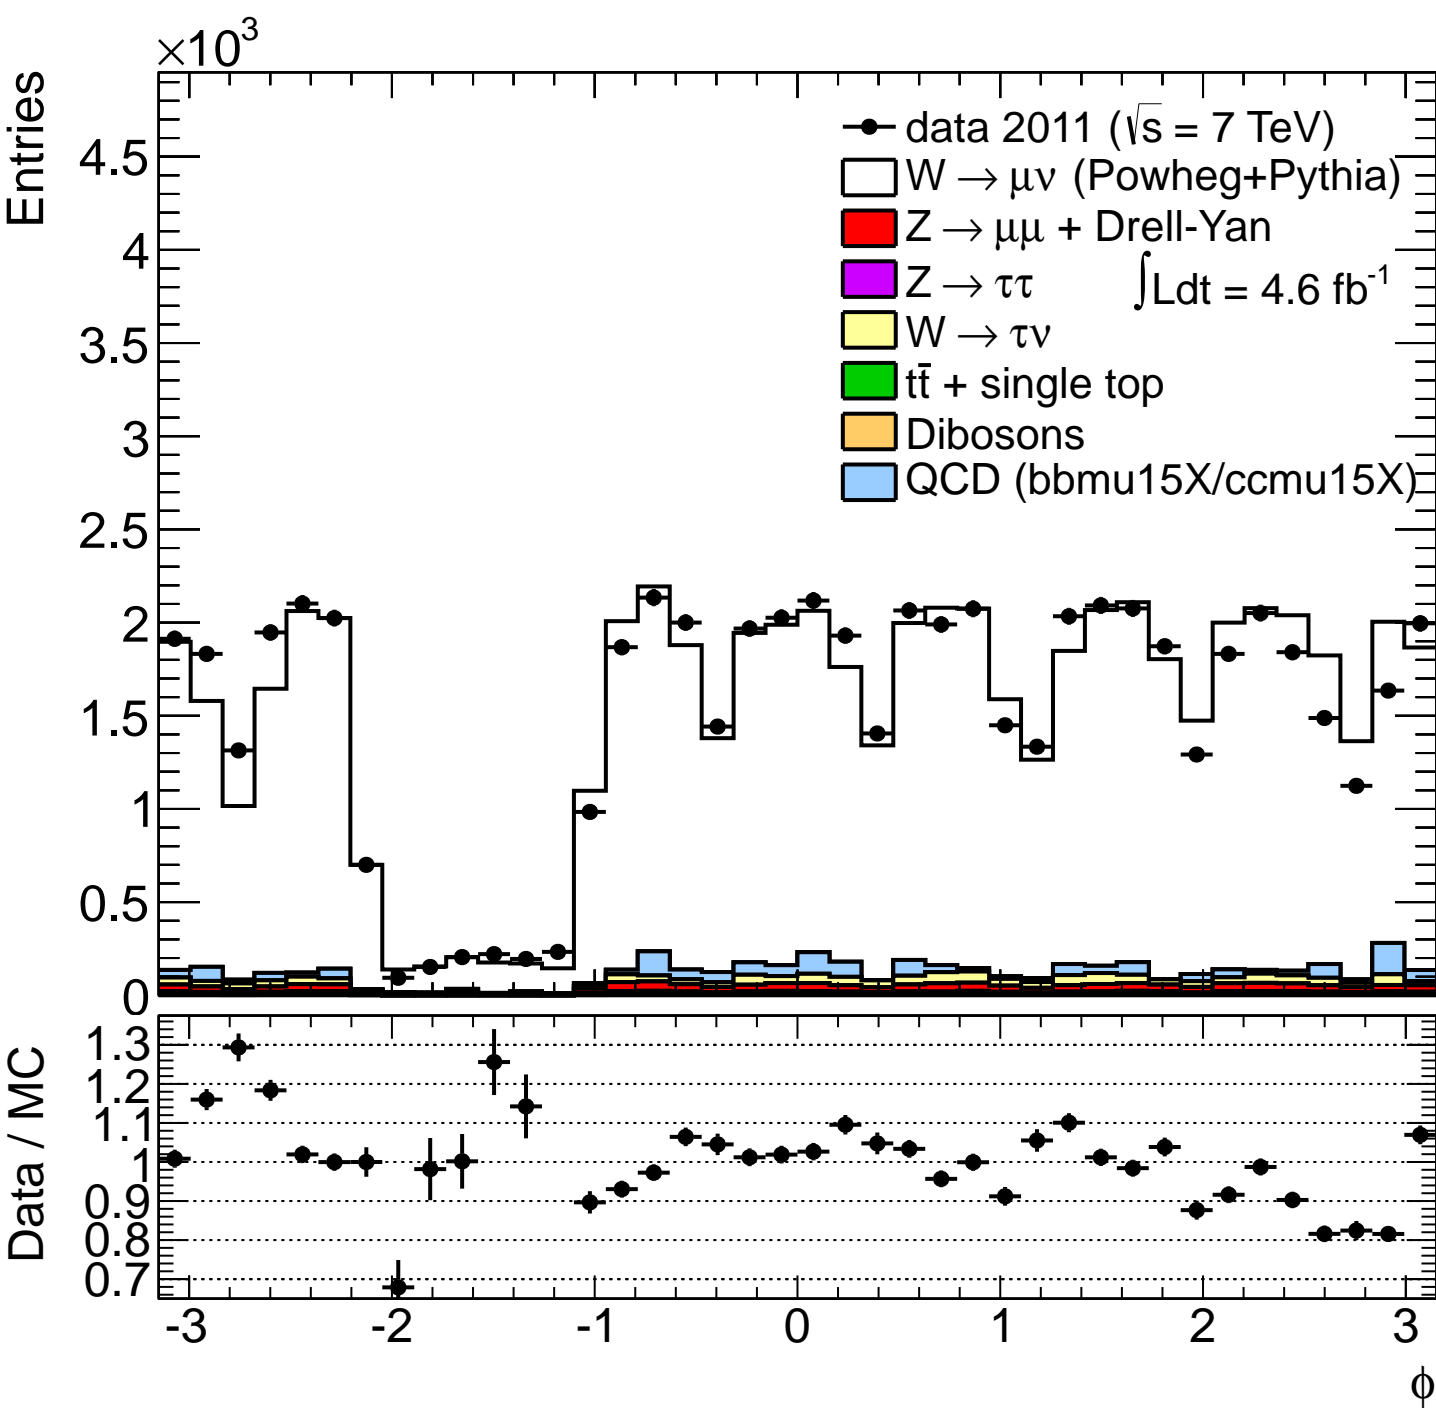 ×10³
Entries
4.5
4
3.5
3
2.5
2
1.5
1
0.5
0
data 2011 (√s = 7 TeV)
W → μν (Powheg+Pythia)
Z → μμ + Drell-Yan
Z → ττ
∫Ldt = 4.6 fb⁻¹
W → τν
tt̄ + single top
Dibosons
QCD (bbmu15X/ccmu15X)
Data / MC
1.3
1.2
1.1
1
0.9
0.8
0.7
-3 -2 -1 0 1 2 3
ϕ